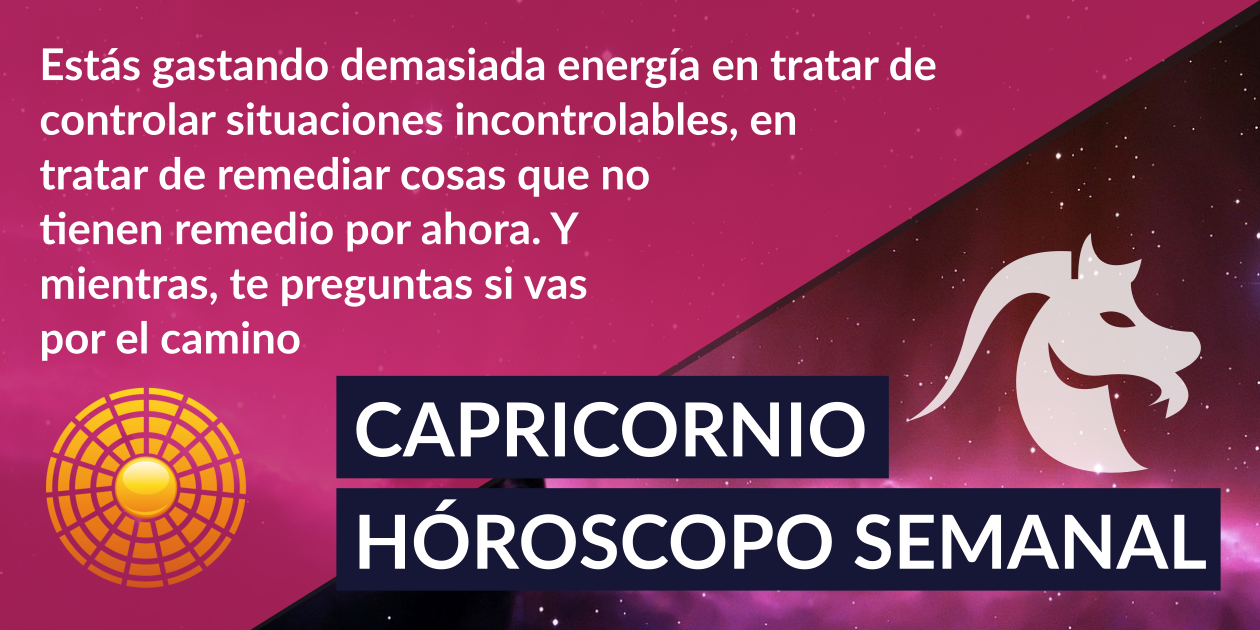 Estás gastando demasiada energía en tratar de
controlar situaciones incontrolables, en
tratar de remediar cosas que no
tienen remedio por ahora. Y
mientras, te preguntas si vas
por el camino
CAPRICORNIO
HÓROSCOPO SEMANAL